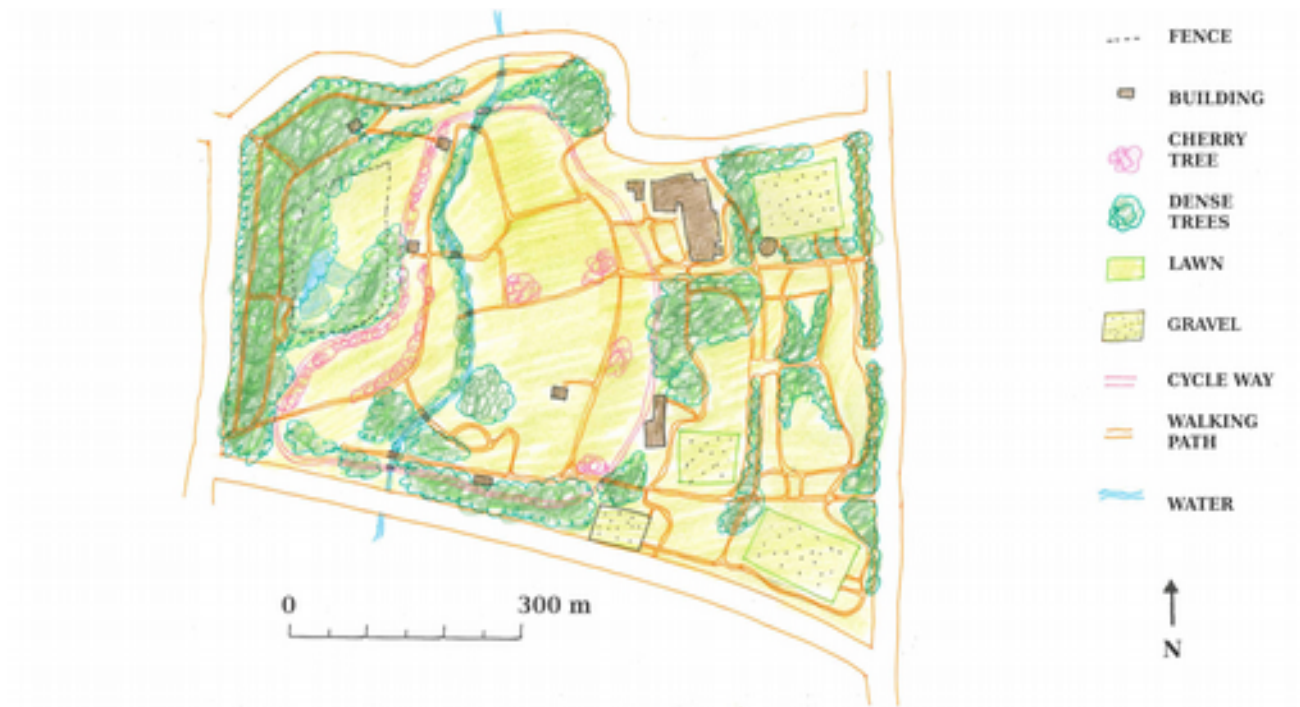 FENCE
BUILDING
CHERRY
TREE
DENSE
TREES
LAWN
GRAVEL
CYCLE WAY
WALKING
PATH
WATER
0 300 m
N